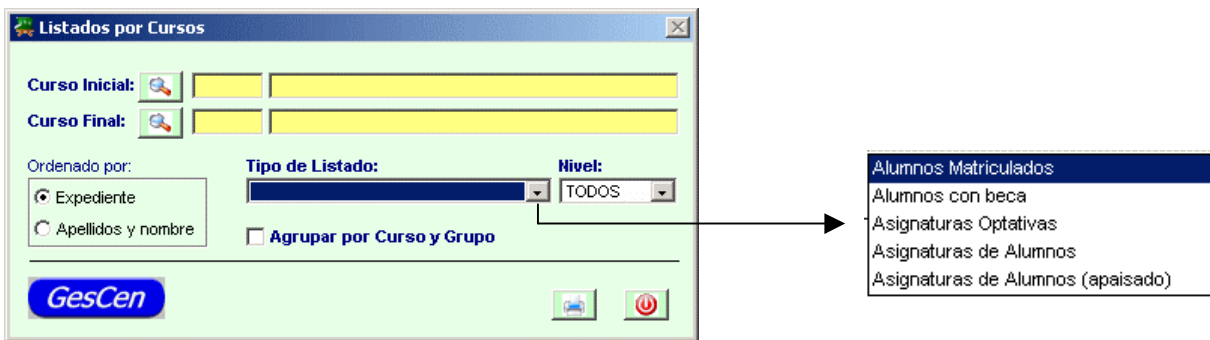 Listados por Cursos
Curso Inicial:
Curso Final:
Ordenado por:
Expediente
Apellidos y nombre
Tipo de Listado:
Nivel:
TODOS
Agrupar por Curso y Grupo
GesCen
Alumnos Matriculados
Alumnos con beca
Asignaturas Optativas
Asignaturas de Alumnos
Asignaturas de Alumnos (apaisado)